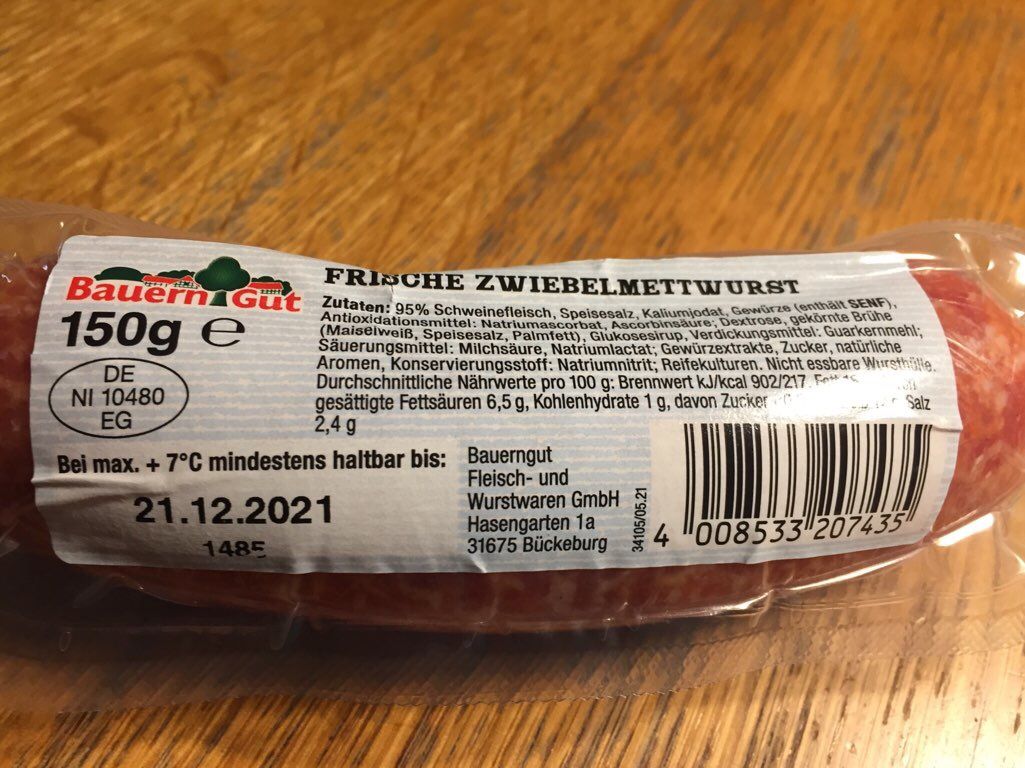 Bauern Gut
150g ℮
DE
NI 10480
EG
FRISCHE ZWIEBELMETTWURST
Zutaten: 95% Schweinefleisch, Speisesalz, Kaliumjodat, Gewürze (enthält SENF),
Antioxidationsmittel: Natriumascorbat, Ascorbinsäure; Dextrose, gekörnte Brühe
(Maiseiweiß, Speisesalz, Palmfett), Glukosesirup, Verdickungsmittel: Guarkernmehl;
Säuerungsmittel: Milchsäure, Natriumlactat; Gewürzextrakte, Zucker, natürliche
Aromen, Konservierungsstoff: Natriumnitrit; Reifekulturen. Nicht essbare Wursthülle.
Durchschnittliche Nährwerte pro 100 g: Brennwert kJ/kcal 902/217, Fett
gesättigte Fettsäuren 6,5 g, Kohlenhydrate 1 g, davon Zucker Salz
2,4 g
Bei max. + 7°C mindestens haltbar bis:
21.12.2021
1485
Bauerngut
Fleisch- und
Wurstwaren GmbH
Hasengarten 1a
31675 Bückeburg
34105/05.21
4 008533 207435